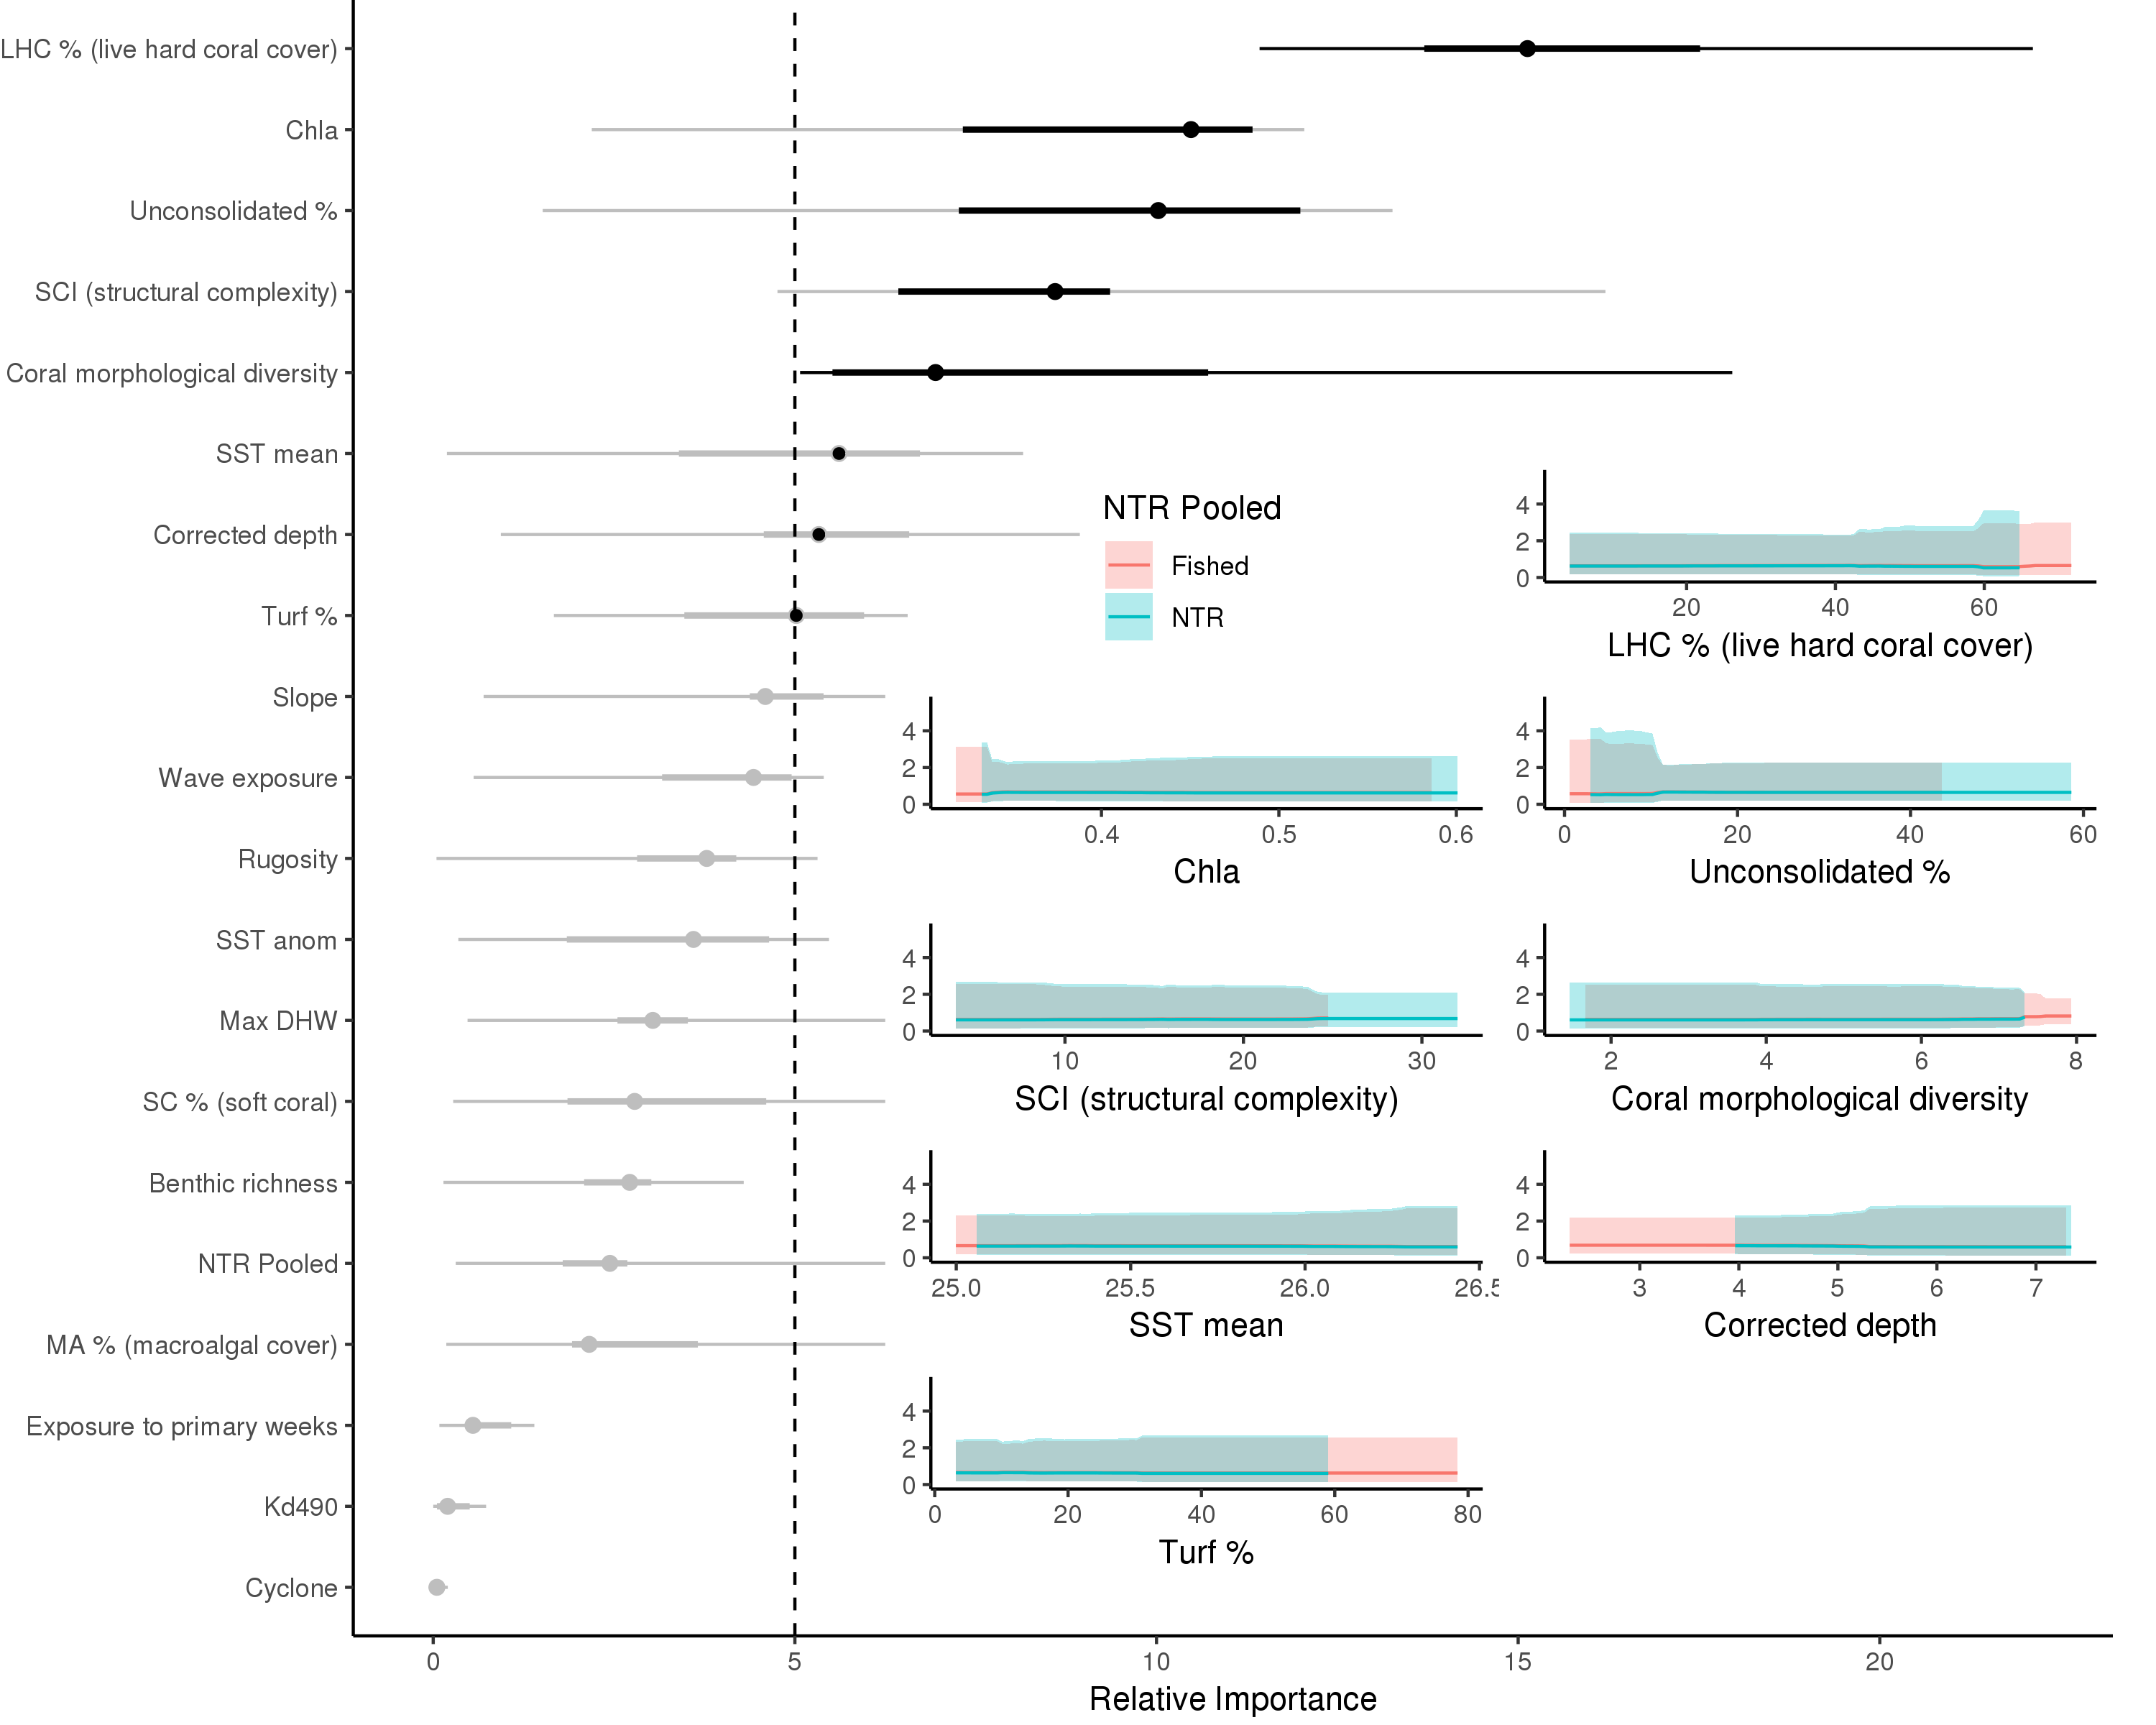 LHC % (live hard coral cover)
Chla
Unconsolidated %
SCI (structural complexity)
Coral morphological diversity
SST mean
Corrected depth
Turf %
Slope
Wave exposure
Rugosity
SST anom
Max DHW
SC % (soft coral)
Benthic richness
NTR Pooled
MA % (macroalgal cover)
Exposure to primary weeks
Kd490
Cyclone
0 5 10 15 20
Relative Importance
NTR Pooled
Fished
NTR
4
2
0
20 40 60
LHC % (live hard coral cover)
4
2
0
0.4 0.5 0.6
Chla
4
2
0
0 20 40 60
Unconsolidated %
4
2
0
10 20 30
SCI (structural complexity)
4
2
0
2 4 6 8
Coral morphological diversity
4
2
0
25.0 25.5 26.0 26.5
SST mean
4
2
0
3 4 5 6 7
Corrected depth
4
2
0
0 20 40 60 80
Turf %